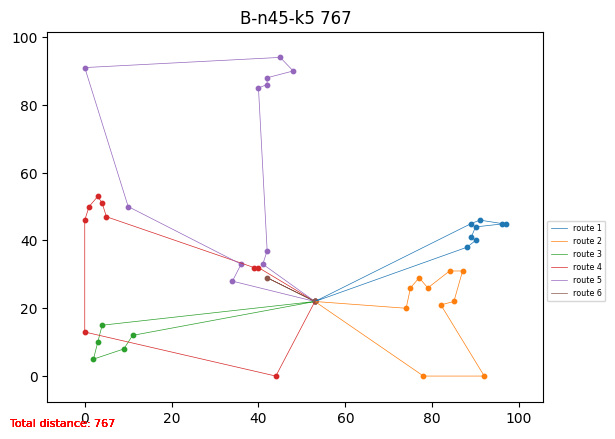 B-n45-k5 767
100
80
60
40
20
0
0 20 40 60 80 100
route 1
route 2
route 3
route 4
route 5
route 6
Total distance: 767